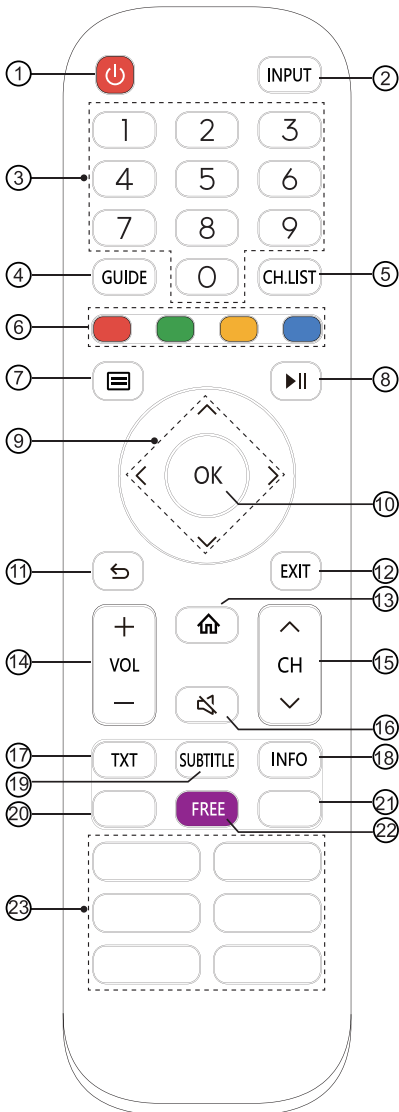 ① INPUT ②
1 2 3
③ 4 5 6
7 8 9
④ GUIDE 0 CH.LIST ⑤
⑥
⑦ ⑧
⑨
OK
⑩
⑪ EXIT ⑫
⑬
+
⑭ VOL CH ⑮
−
⑯
⑰ TXT SUBTITLE INFO ⑱
⑲
⑳ FREE ㉑
㉒
㉓